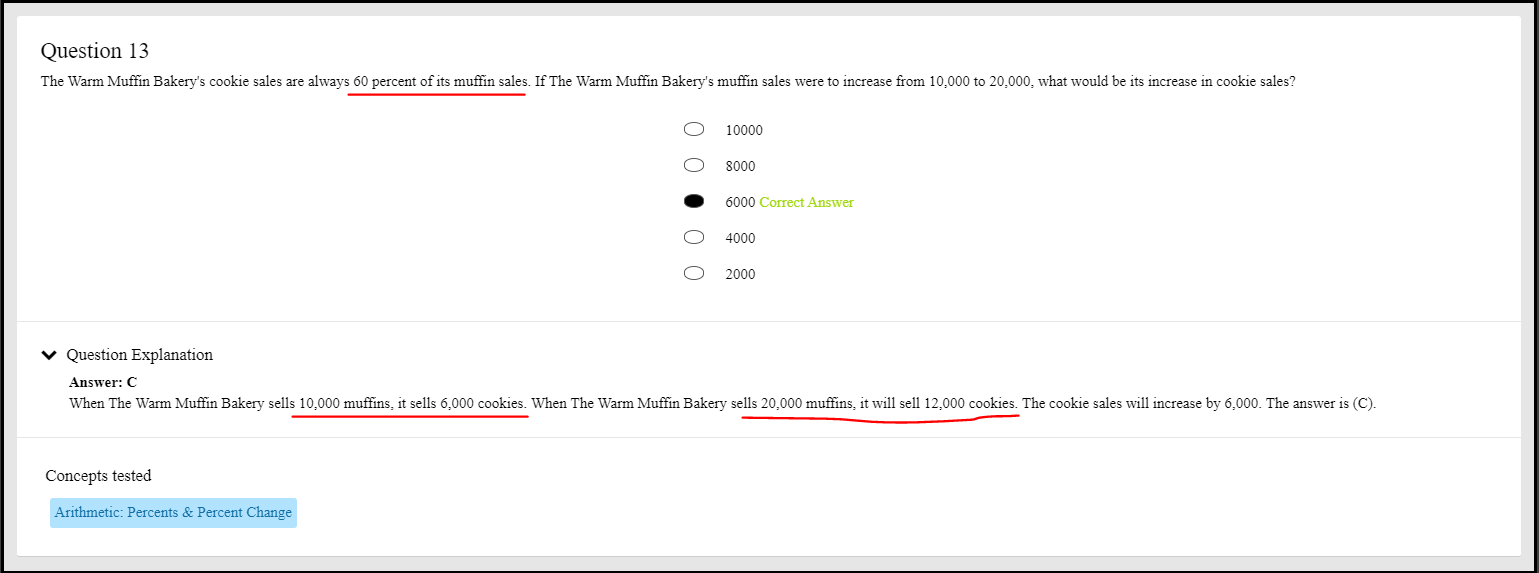 Question 13
The Warm Muffin Bakery's cookie sales are always 60 percent of its muffin sales. If The Warm Muffin Bakery's muffin sales were to increase from 10,000 to 20,000, what would be its increase in cookie sales?
10000
8000
6000 Correct Answer
4000
2000
Question Explanation
Answer: C
When The Warm Muffin Bakery sells 10,000 muffins, it sells 6,000 cookies. When The Warm Muffin Bakery sells 20,000 muffins, it will sell 12,000 cookies. The cookie sales will increase by 6,000. The answer is (C).
Concepts tested
Arithmetic: Percents & Percent Change